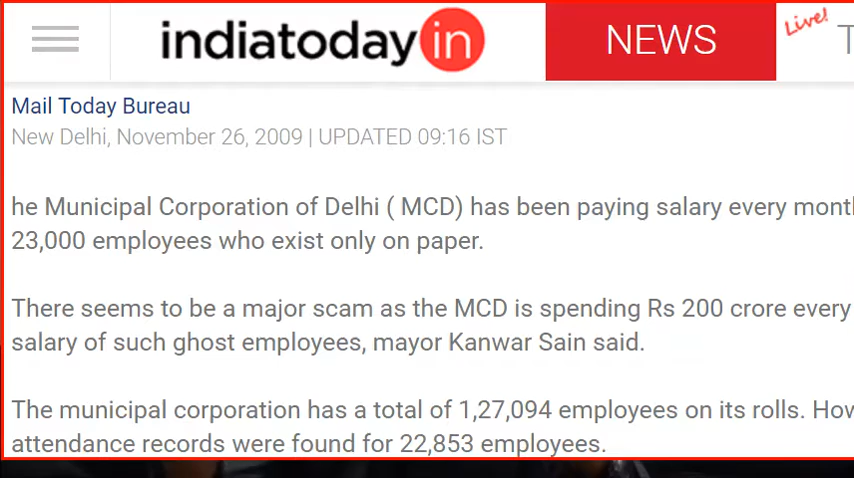 indiatodayin
NEWS
Live!
Mail Today Bureau
New Delhi, November 26, 2009 | UPDATED 09:16 IST
he Municipal Corporation of Delhi ( MCD) has been paying salary every
23,000 employees who exist only on paper.
There seems to be a major scam as the MCD is spending Rs 200 crore every
salary of such ghost employees, mayor Kanwar Sain said.
The municipal corporation has a total of 1,27,094 employees on its rolls.
attendance records were found for 22,853 employees.